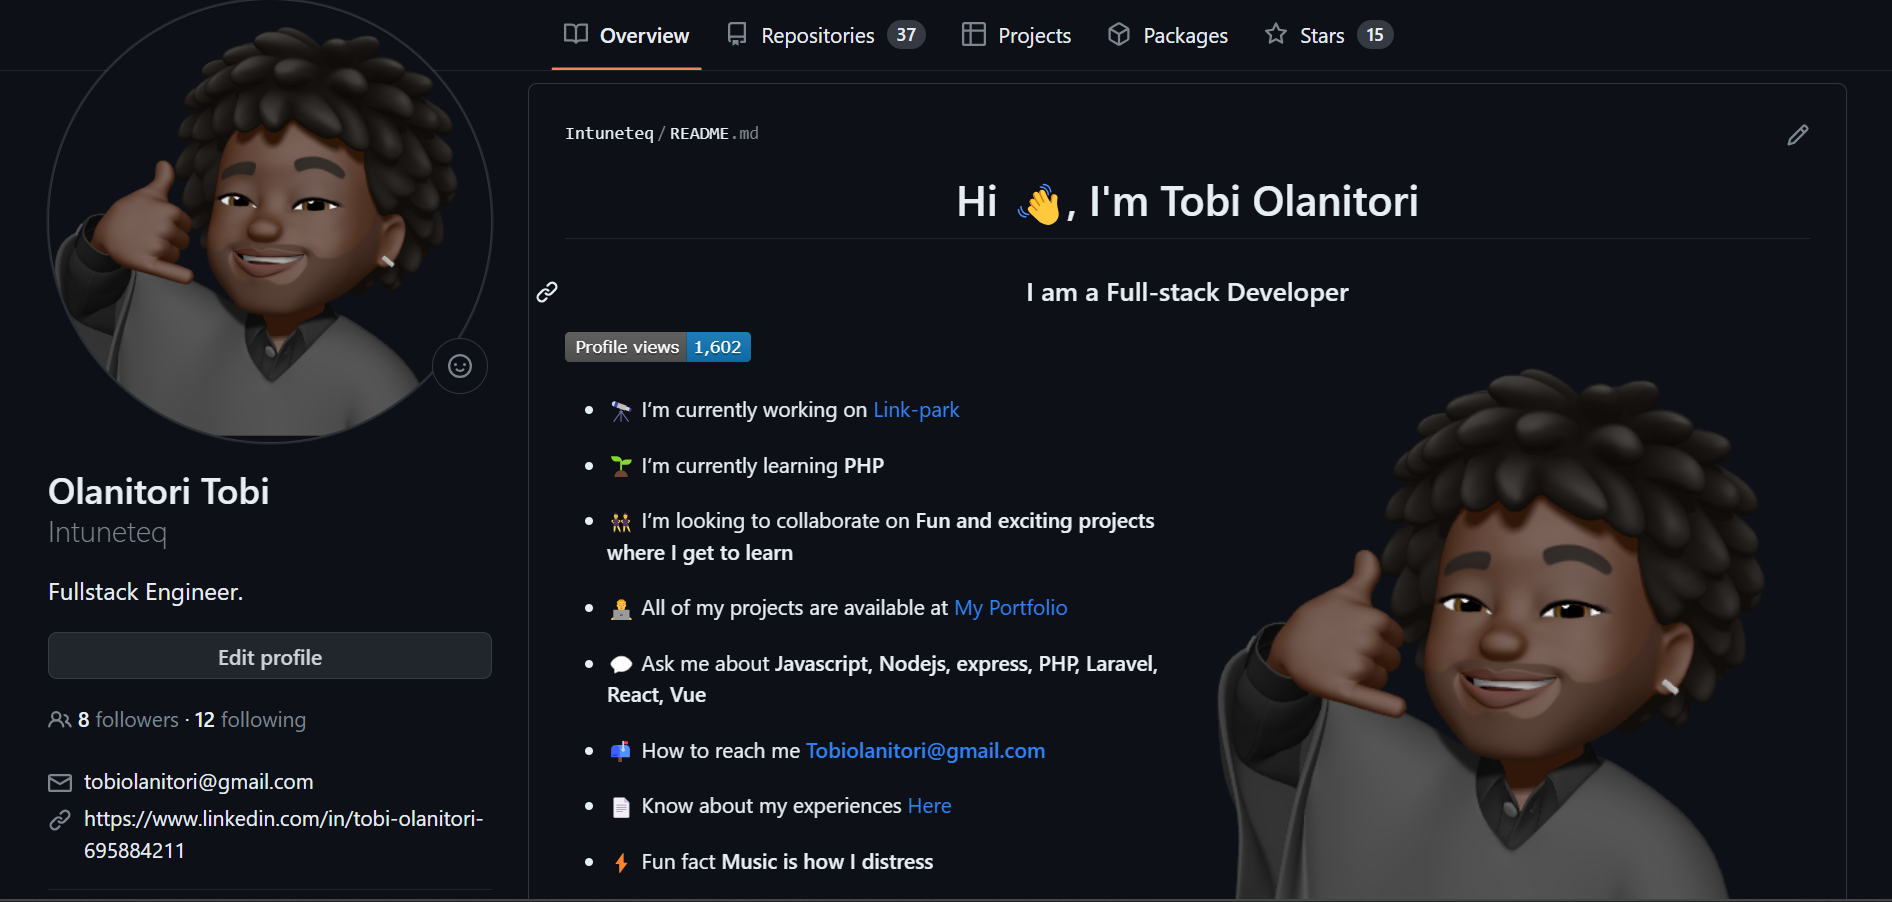 Overview Repositories 37 Projects Packages Stars 15
Intuneteq/README.md
Hi 👋, I'm Tobi Olanitori
I am a Full-stack Developer
Profile views 1,602
🔭 I’m currently working on Link-park
🌱 I’m currently learning PHP
👯 I’m looking to collaborate on Fun and exciting projects
where I get to learn
👨‍💻 All of my projects are available at My Portfolio
💬 Ask me about Javascript, Nodejs, express, PHP, Laravel,
React, Vue
📫 How to reach me Tobiolanitori@gmail.com
📄 Know about my experiences Here
⚡ Fun fact Music is how I distress
Olanitori Tobi
Intuneteq
Fullstack Engineer.
Edit profile
8 followers · 12 following
tobiolanitori@gmail.com
https://www.linkedin.com/in/tobi-olanitori-
695884211